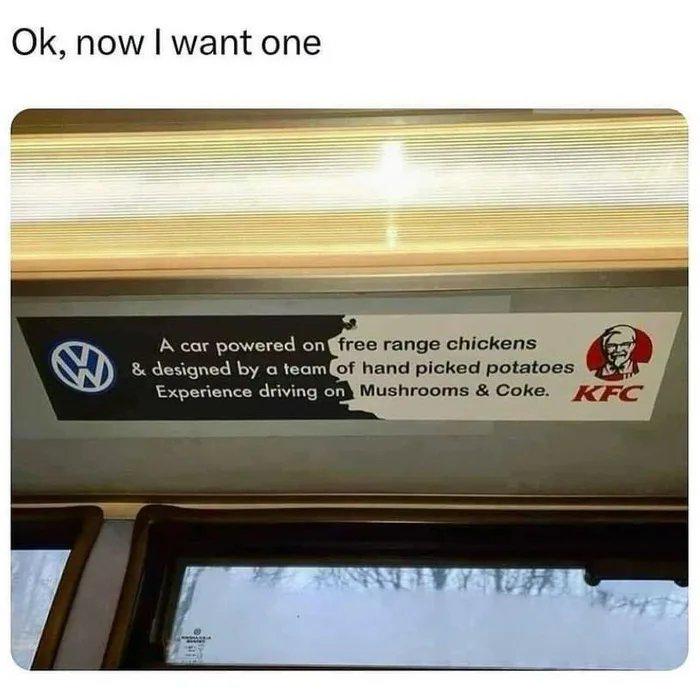 Ok, now I want one
A car powered on free range chickens
& designed by a team of hand picked potatoes
Experience driving on Mushrooms & Coke.
VW
KFC